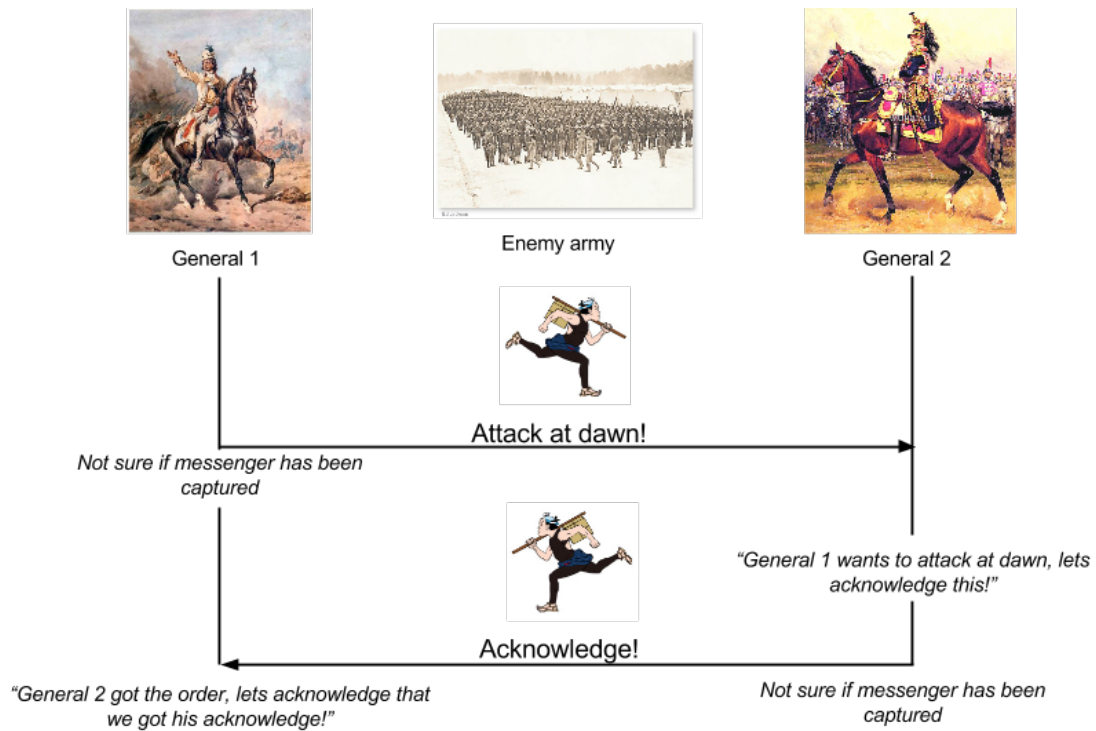 General 1
Enemy army
General 2
Attack at dawn!
Not sure if messenger has been
captured
“General 1 wants to attack at dawn, lets
acknowledge this!”
Acknowledge!
“General 2 got the order, lets acknowledge that
we got his acknowledge!”
Not sure if messenger has been
captured